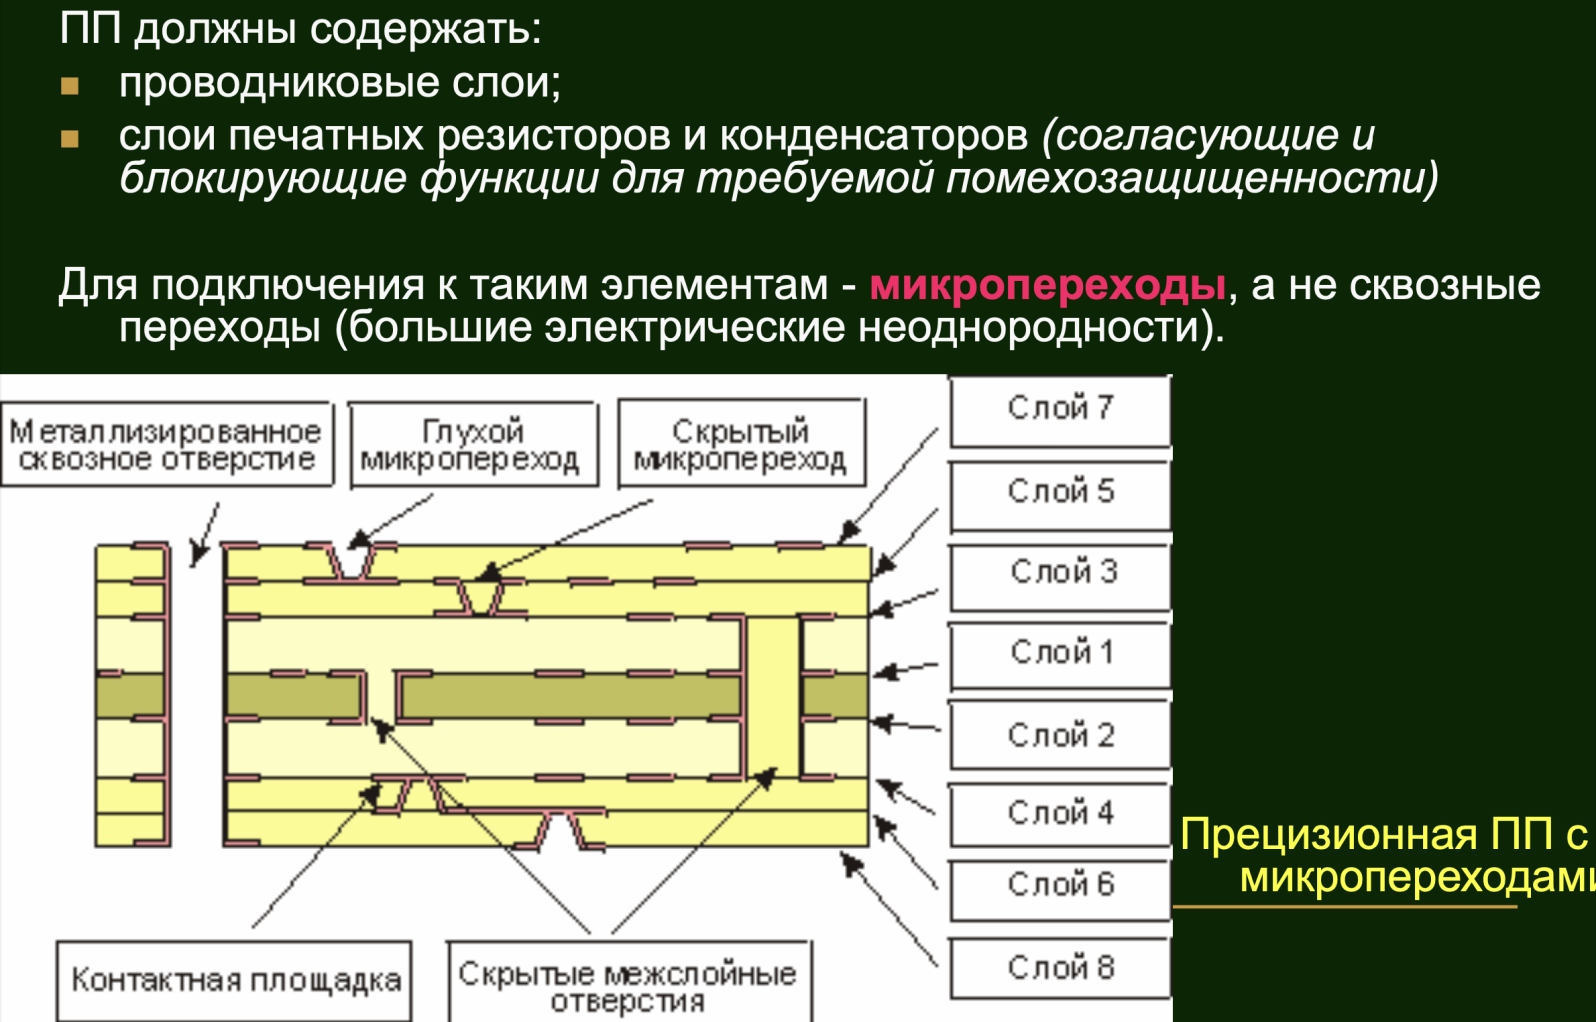 ПП должны содержать:
проводниковые слои;
слои печатных резисторов и конденсаторов (согласующие и
блокирующие функции для требуемой помехозащищенности)
Для подключения к таким элементам - микропереходы, а не сквозные
переходы (большие электрические неоднородности).
Металлизированное
сквозное отверстие
Глухой
микропереход
Скрытый
микропереход
Слой 7
Слой 5
Слой 3
Слой 1
Слой 2
Слой 4
Слой 6
Слой 8
Контактная площадка
Скрытые межслойные
отверстия
Прецизионная ПП с
микропереходами